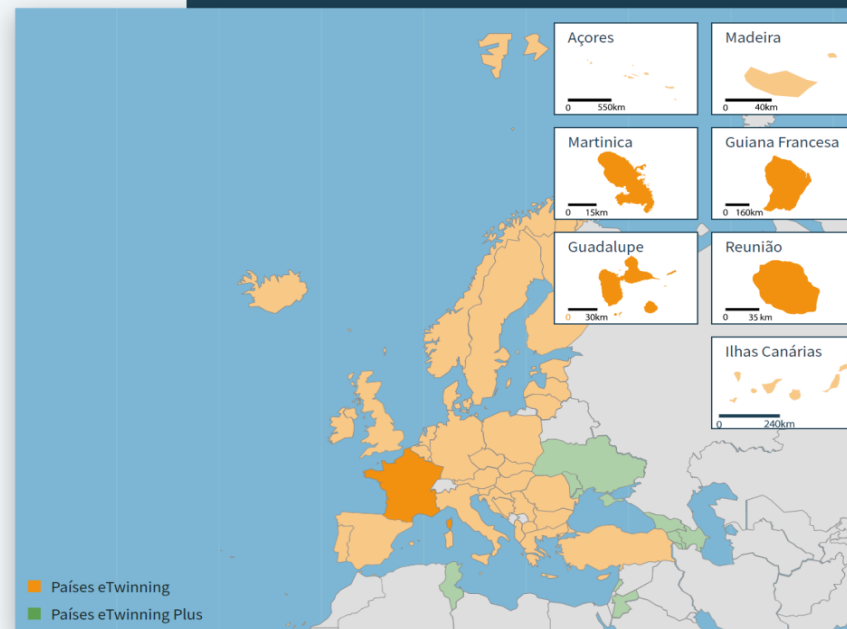 Açores
0 550km
Madeira
0 40km
Martinica
0 15km
Guiana Francesa
0 160km
Guadalupe
0 30km
Reunião
0 35 km
Ilhas Canárias
0 240km
Países eTwinning
Países eTwinning Plus